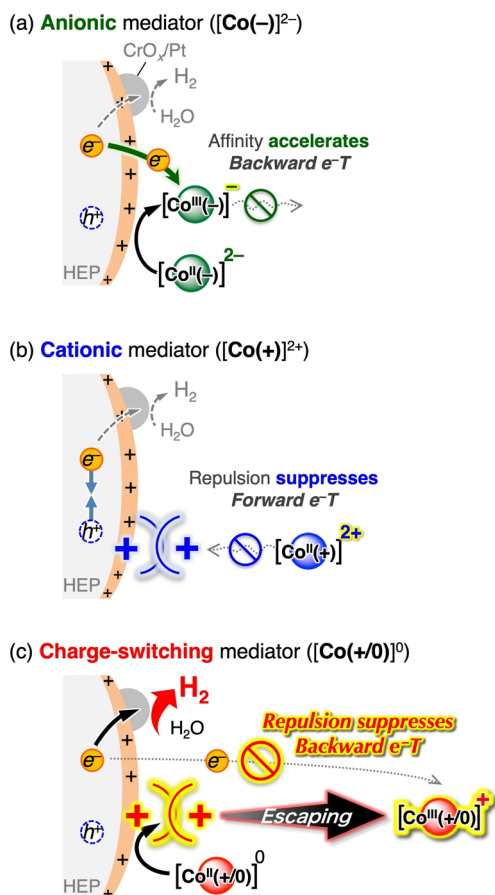 (a) Anionic mediator ([Co(–)]²⁻)
CrOₓ/Pt
H₂
H₂O
e⁻
e⁻
Affinity accelerates
Backward e⁻T
[Coᴵᴵᴵ(–)]⁻
h⁺
[Coᴵᴵ(–)]²⁻
HEP
+ + + + + + + +
(b) Cationic mediator ([Co(+)]²⁺)
H₂
H₂O
e⁻
Repulsion suppresses
Forward e⁻T
h⁺
+ +
[Coᴵᴵ(+)]²⁺
HEP
+ + + + + + +
(c) Charge-switching mediator ([Co(+/0)]⁰)
H₂
H₂O
Repulsion suppresses
Backward e⁻T
e⁻
e⁻
+ +
Escaping
[Coᴵᴵᴵ(+/0)]⁺
h⁺
[Coᴵᴵ(+/0)]⁰
HEP
+ + + + + + +